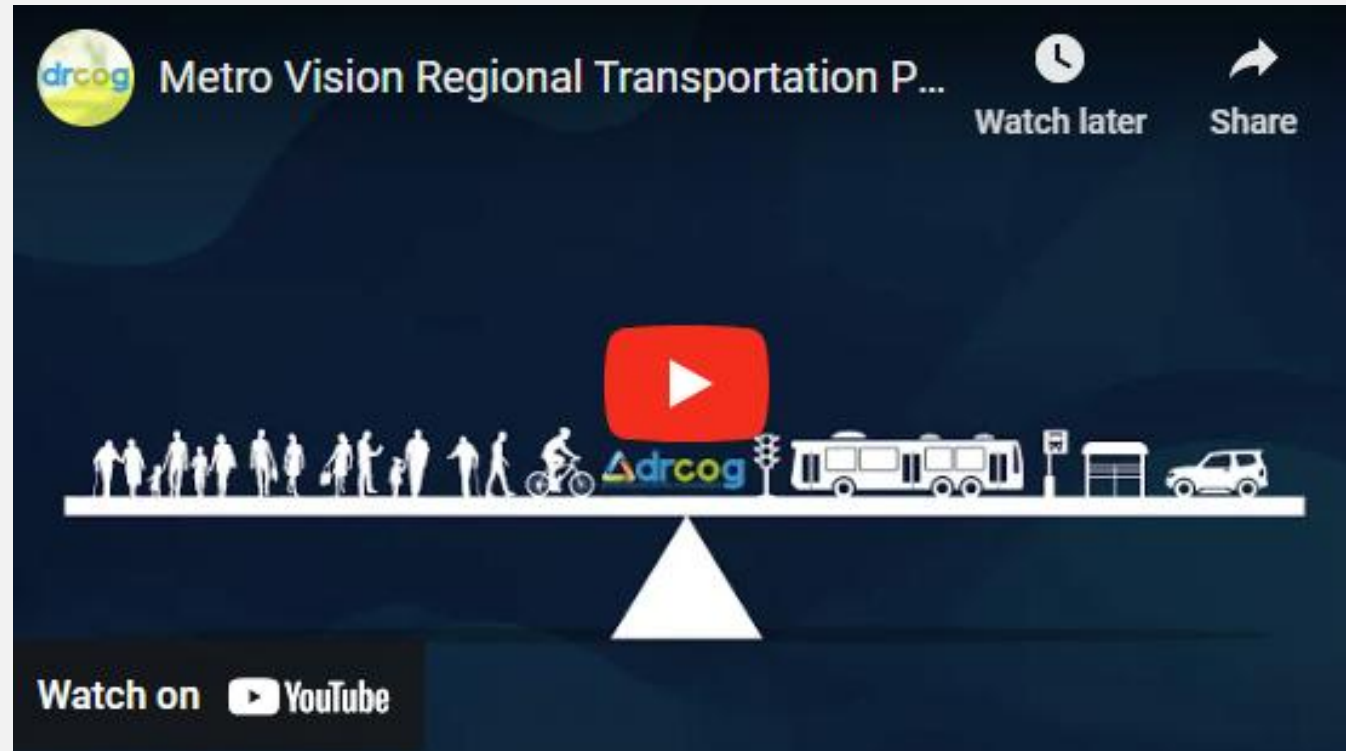 drcog
Metro Vision Regional Transportation P...
Watch later
Share
drcog
Watch on YouTube